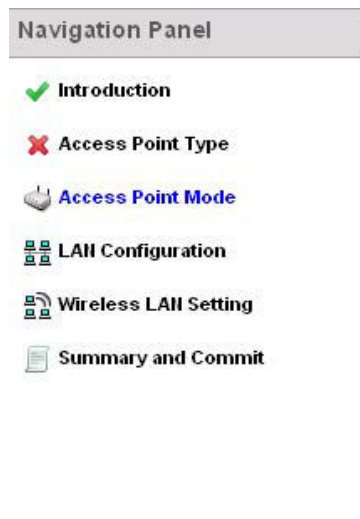 Navigation Panel
Introduction
Access Point Type
Access Point Mode
LAN Configuration
Wireless LAN Setting
Summary and Commit